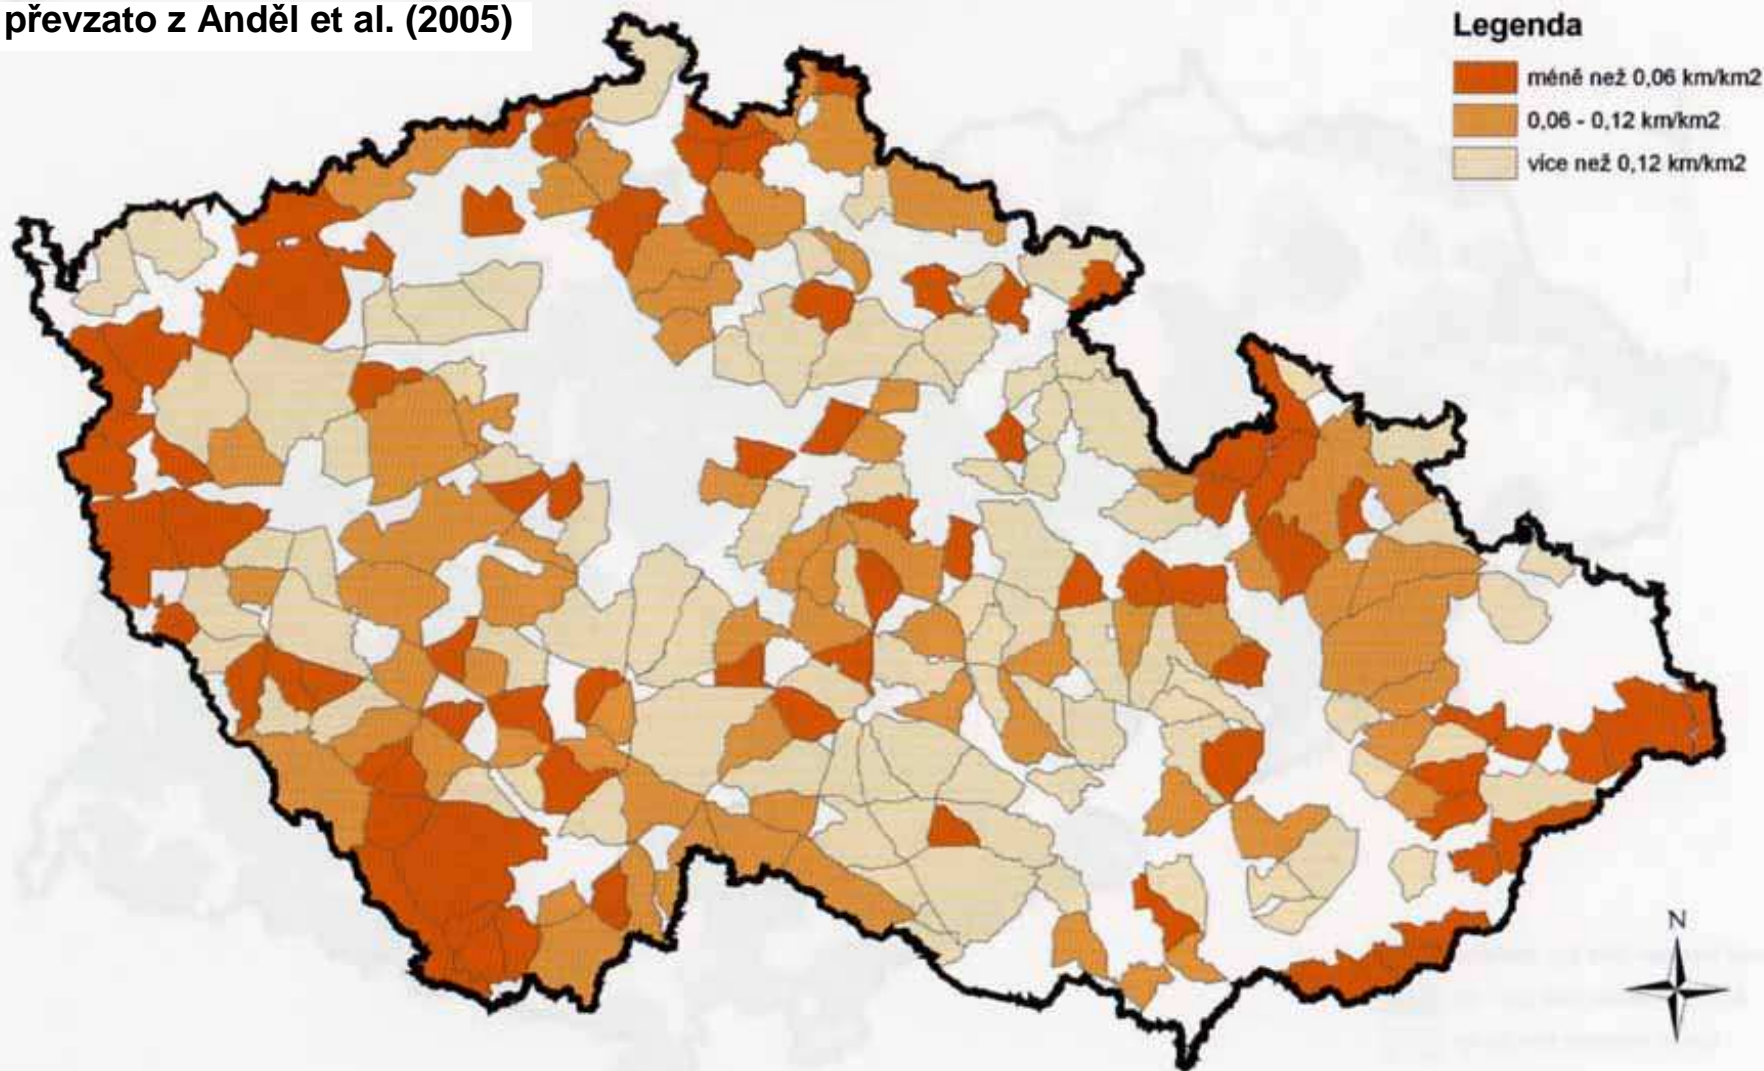 převzato z Anděl et al. (2005)
Legenda
méně než 0,06 km/km2
0,06 - 0,12 km/km2
více než 0,12 km/km2
N